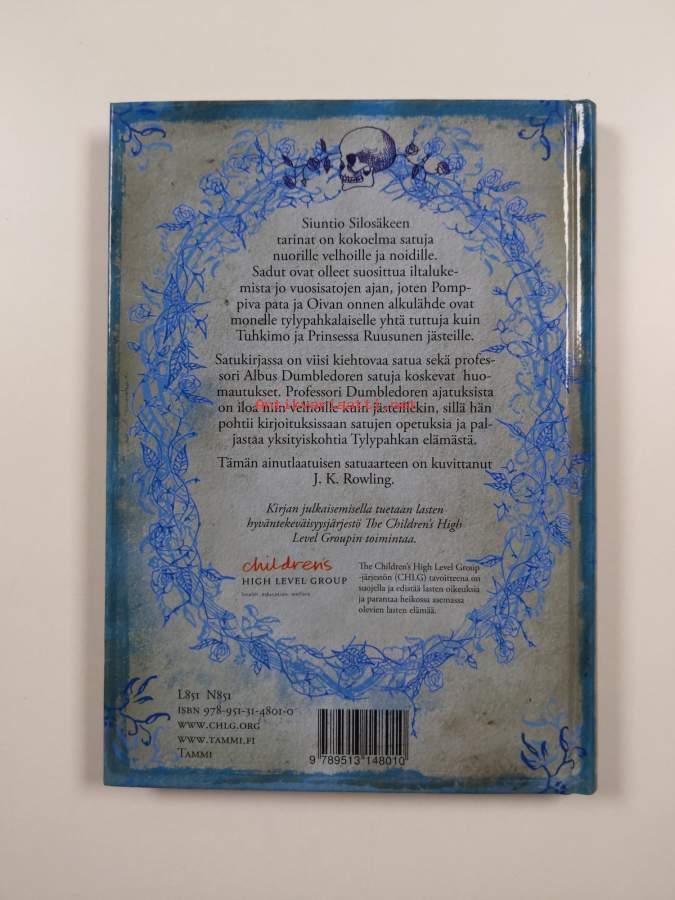 Siuntio Silosäkeen
tarinat on kokoelma satuja
nuorille velhoille ja noidille.
Sadut ovat olleet suosittua iltaluke-
mista jo vuosisatojen ajan, joten Pomp-
piva pata ja Oivan onnen alkulähde ovat
monelle tylypahkalaiselle yhtä tuttuja kuin
Tuhkimo ja Prinsessa Ruusunen jästeille.
Satukirjassa on viisi kiehtovaa satua sekä profes-
sori Albus Dumbledoren satuja koskevat huo-
mautukset. Professori Dumbledoren ajatuksista
on iloa niin velhoille kuin jästeillekin, sillä hän
pohtii kirjoituksissaan satujen opetuksia ja pal-
jastaa yksityiskohtia Tylypahkan elämästä.
Tämän ainutlaatuisen satuaarteen on kuvittanut
J. K. Rowling.
Kirjan julkaisemisella tuetaan lasten
hyväntekeväisyysjärjestö The Children's High
Level Groupin toimintaa.
children's
HIGH LEVEL GROUP
health . education . welfare
The Children's High Level Group
-järjestön (CHLG) tavoitteena on
suojella ja edistää lasten oikeuksia
ja parantaa heikossa asemassa
olevien lasten elämää.
L851 N851
ISBN 978-951-31-4801-0
WWW.CHLG.ORG
WWW.TAMMI.FI
TAMMI
9 789513 148010